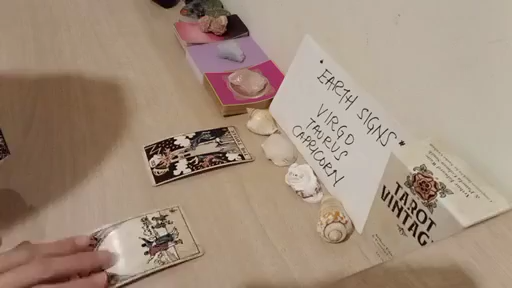 "EARTH SIGNS"
VIRGO
TAURUS
CAPRICORN
TAROT
VINTAG